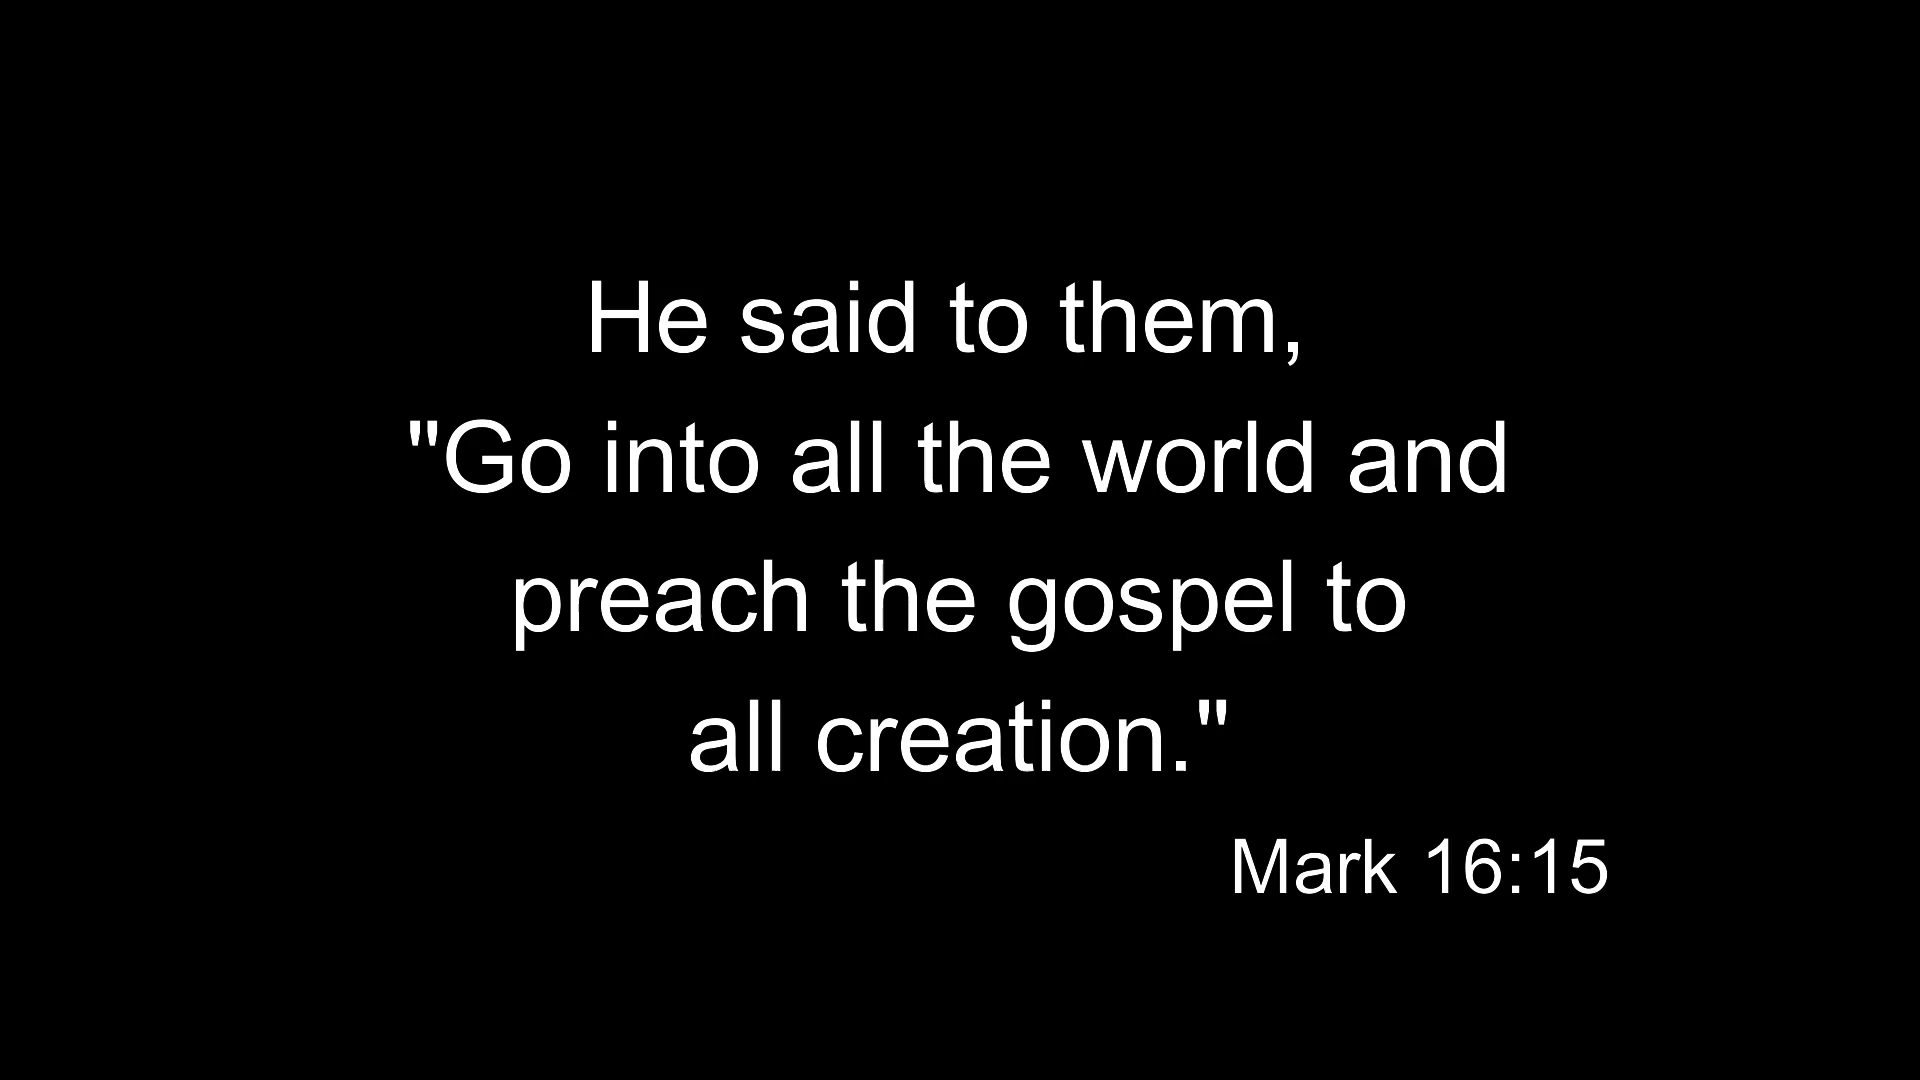 He said to them,
"Go into all the world and
preach the gospel to
all creation."
Mark 16:15